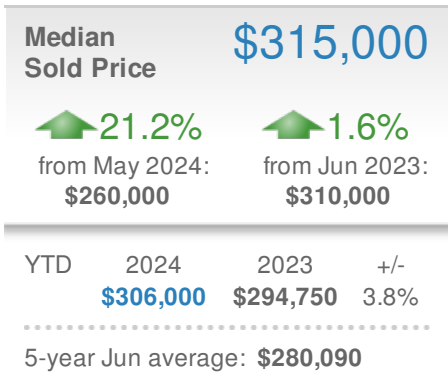 Median
Sold Price
$315,000
21.2%
from May 2024:
$260,000
1.6%
from Jun 2023:
$310,000
YTD 2024 2023 +/-
$306,000 $294,750 3.8%
5-year Jun average: $280,090